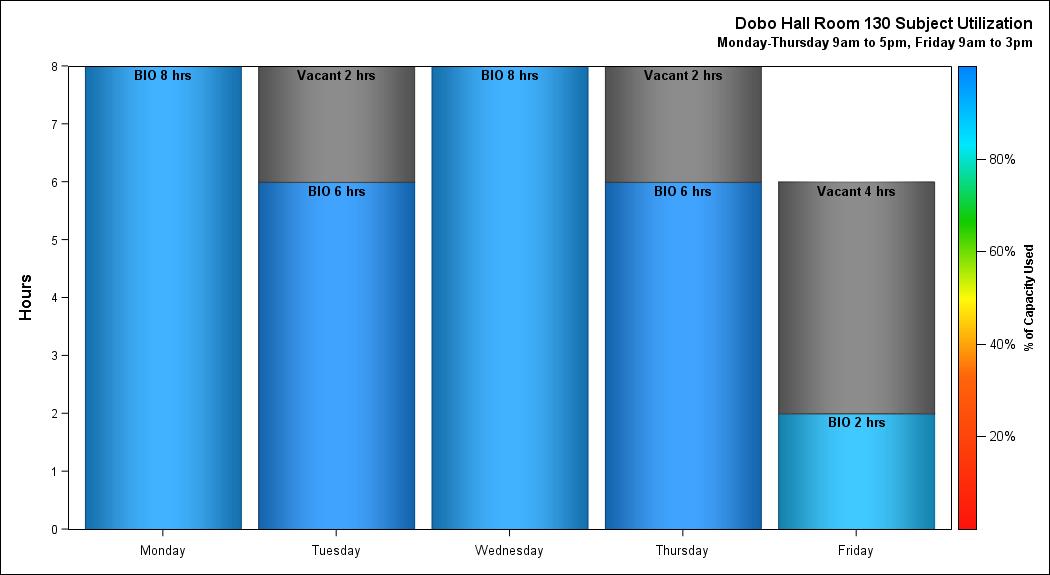 Dobo Hall Room 130 Subject Utilization
Monday-Thursday 9am to 5pm, Friday 9am to 3pm
Hours
8
7
6
5
4
3
2
1
0
BIO 8 hrs
Vacant 2 hrs
BIO 6 hrs
BIO 8 hrs
Vacant 2 hrs
BIO 6 hrs
Vacant 4 hrs
BIO 2 hrs
Monday
Tuesday
Wednesday
Thursday
Friday
80%
60%
40%
20%
% of Capacity Used